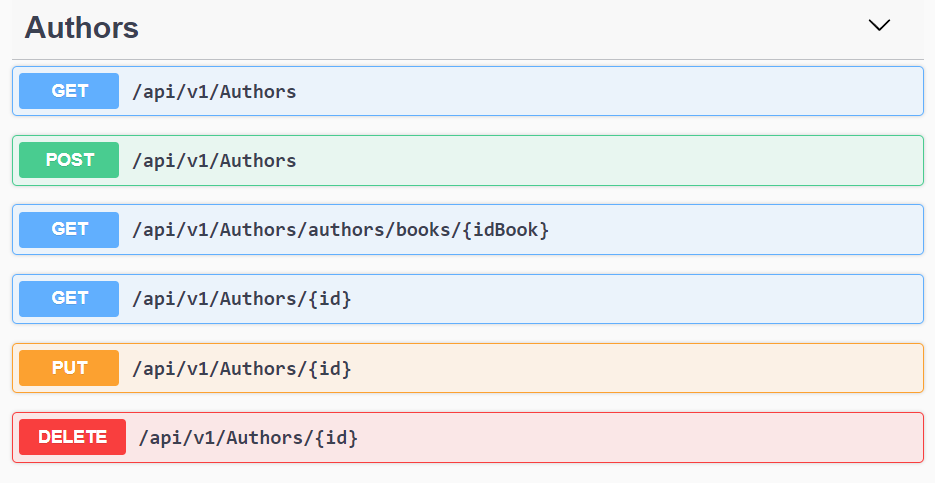 Authors
GET /api/v1/Authors
POST /api/v1/Authors
GET /api/v1/Authors/authors/books/{idBook}
GET /api/v1/Authors/{id}
PUT /api/v1/Authors/{id}
DELETE /api/v1/Authors/{id}